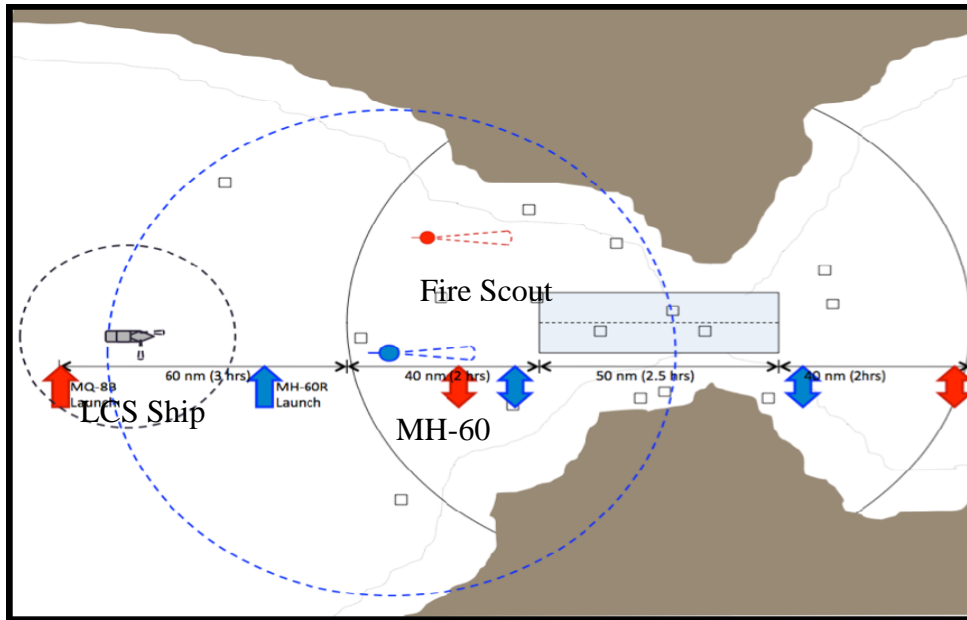 Fire Scout
60 nm (3 hrs)
40 nm (2 hrs)
50 nm (2.5 hrs)
40 nm (2hrs)
MQ-8B
Launch
MH-60R
Launch
LCS Ship
MH-60